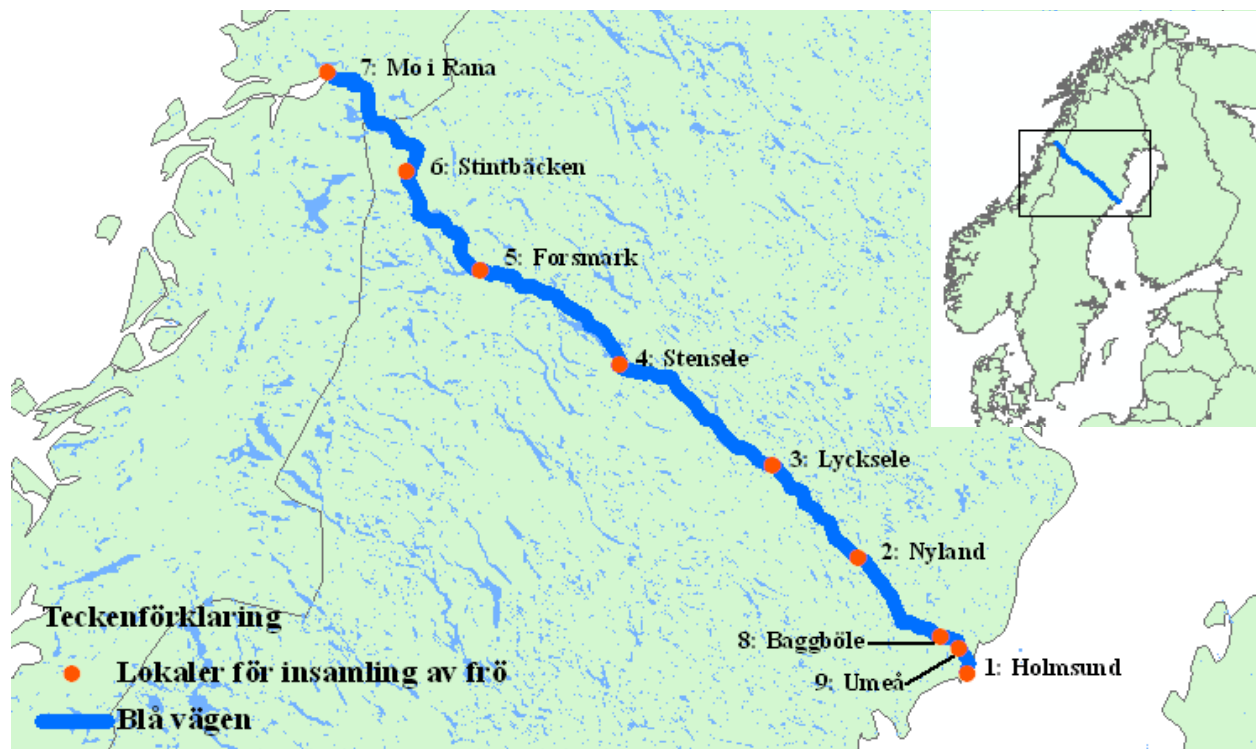 7: Mo i Rana
6: Stintbäcken
5: Forsmark
4: Stensele
3: Lycksele
2: Nyland
8: Baggböle
9: Umeå
1: Holmsund
Teckenförklaring
Lokaler för insamling av frö
Blå vägen